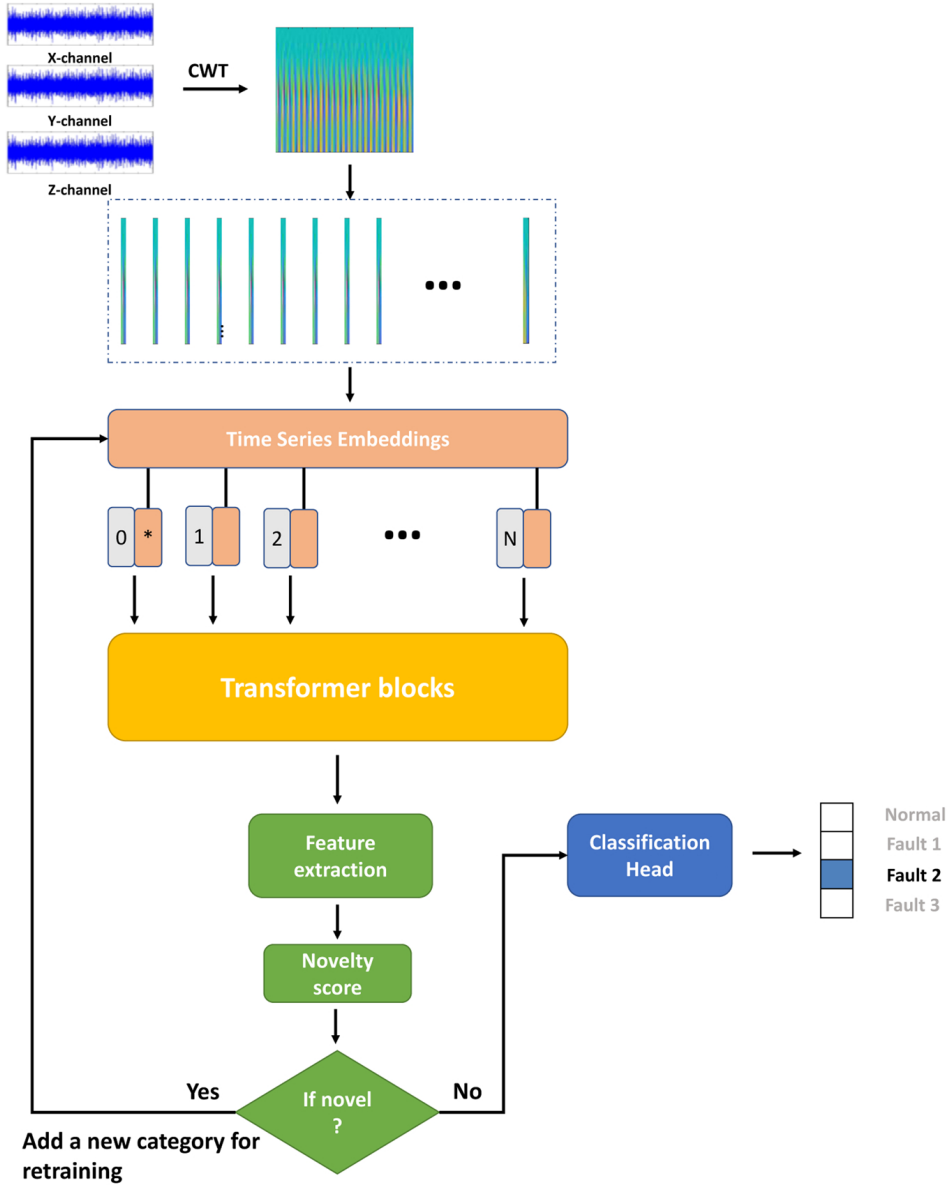 X-channel
CWT
Y-channel
Z-channel
Time Series Embeddings
0 * 1 2 N
Transformer blocks
Feature
extraction
Classification
Head
Normal
Fault 1
Fault 2
Fault 3
Novelty
score
If novel
?
Yes
No
Add a new category for
retraining